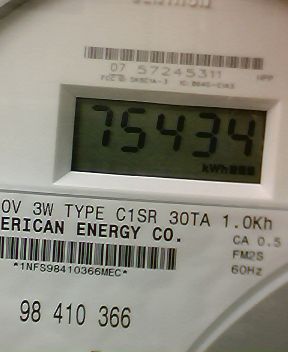 07 57245311
HPP
75434
kWh
0V 3W TYPE C1SR 30TA 1.0Kh
ERICAN ENERGY CO.
CA 0.5
*1NFS98410366MEC*
FM2S
60Hz
98 410 366